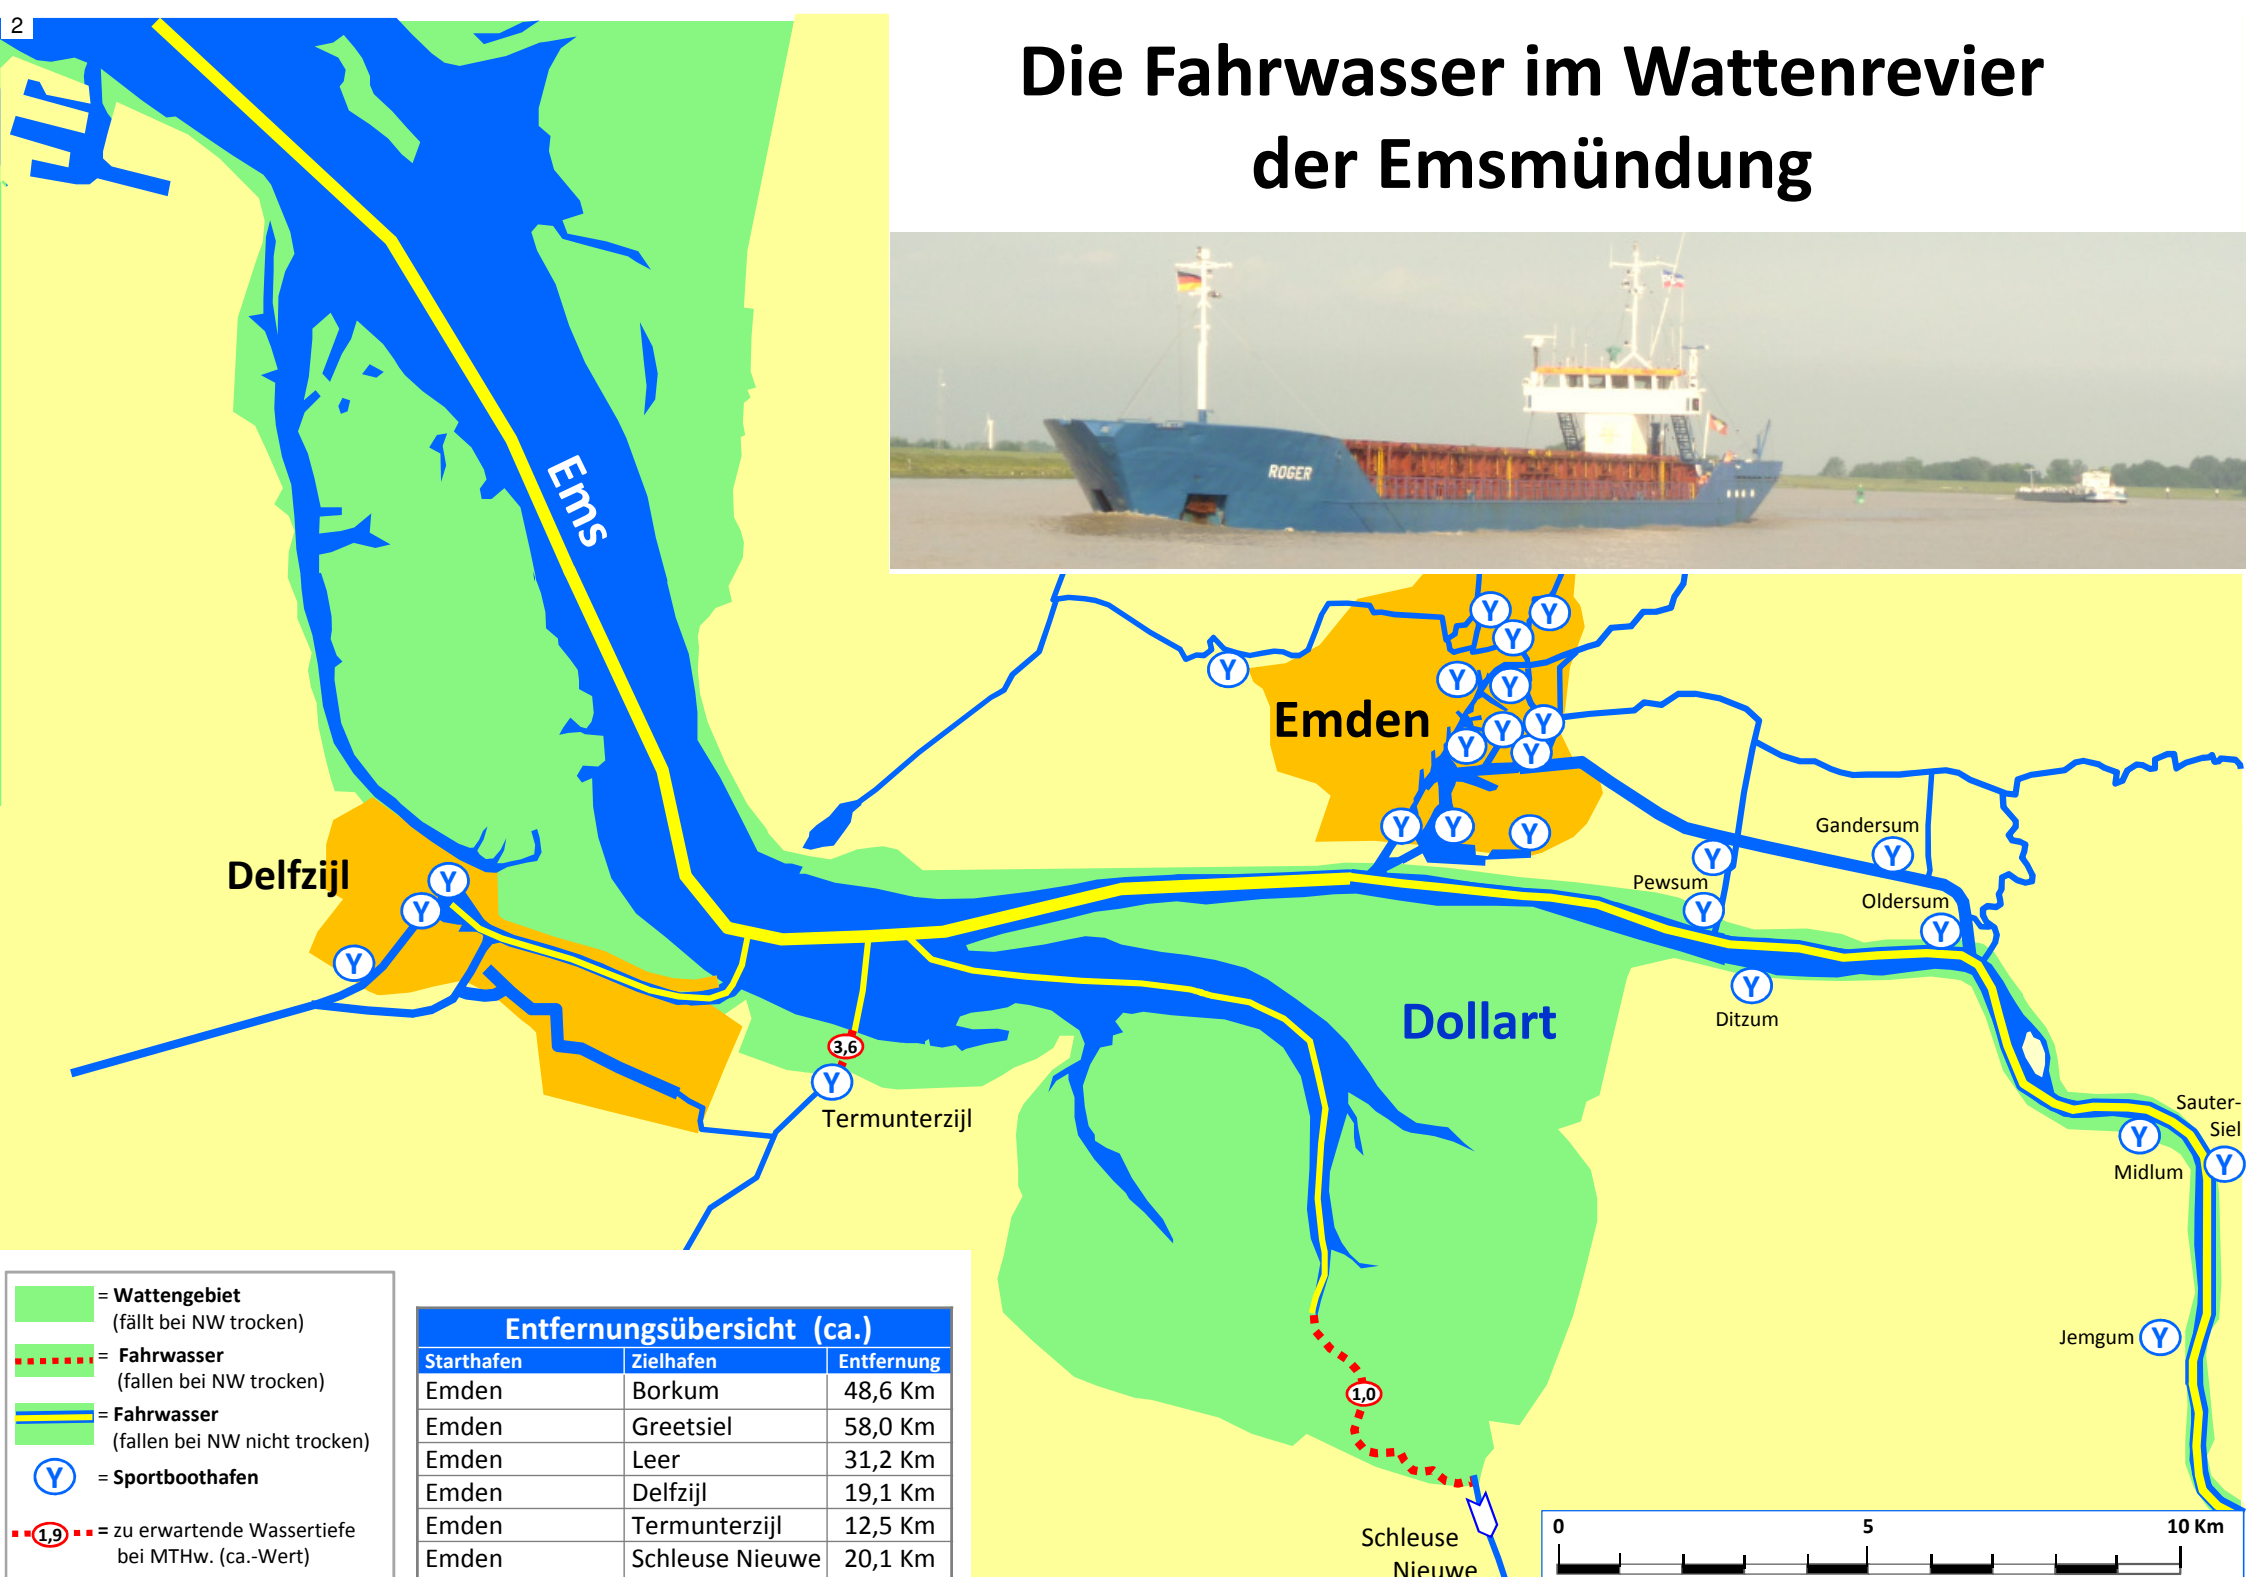 2
Die Fahrwasser im Wattenrevier
der Emsmündung
ROGER
Ems
Emden
Delfzijl
Gandersum
Pewsum
Oldersum
Ditzum
Dollart
3,6
Termunterzijl
Sauter-
Siel
Midlum
Jemgum
1,0
Schleuse
Nieuwe
= Wattengebiet
(fällt bei NW trocken)
= Fahrwasser
(fallen bei NW trocken)
= Fahrwasser
(fallen bei NW nicht trocken)
Y = Sportboothafen
1,9 = zu erwartende Wassertiefe
bei MTHw. (ca.-Wert)
Entfernungsübersicht (ca.)
Starthafen Zielhafen Entfernung
Emden Borkum 48,6 Km
Emden Greetsiel 58,0 Km
Emden Leer 31,2 Km
Emden Delfzijl 19,1 Km
Emden Termunterzijl 12,5 Km
Emden Schleuse Nieuwe 20,1 Km
0 5 10 Km